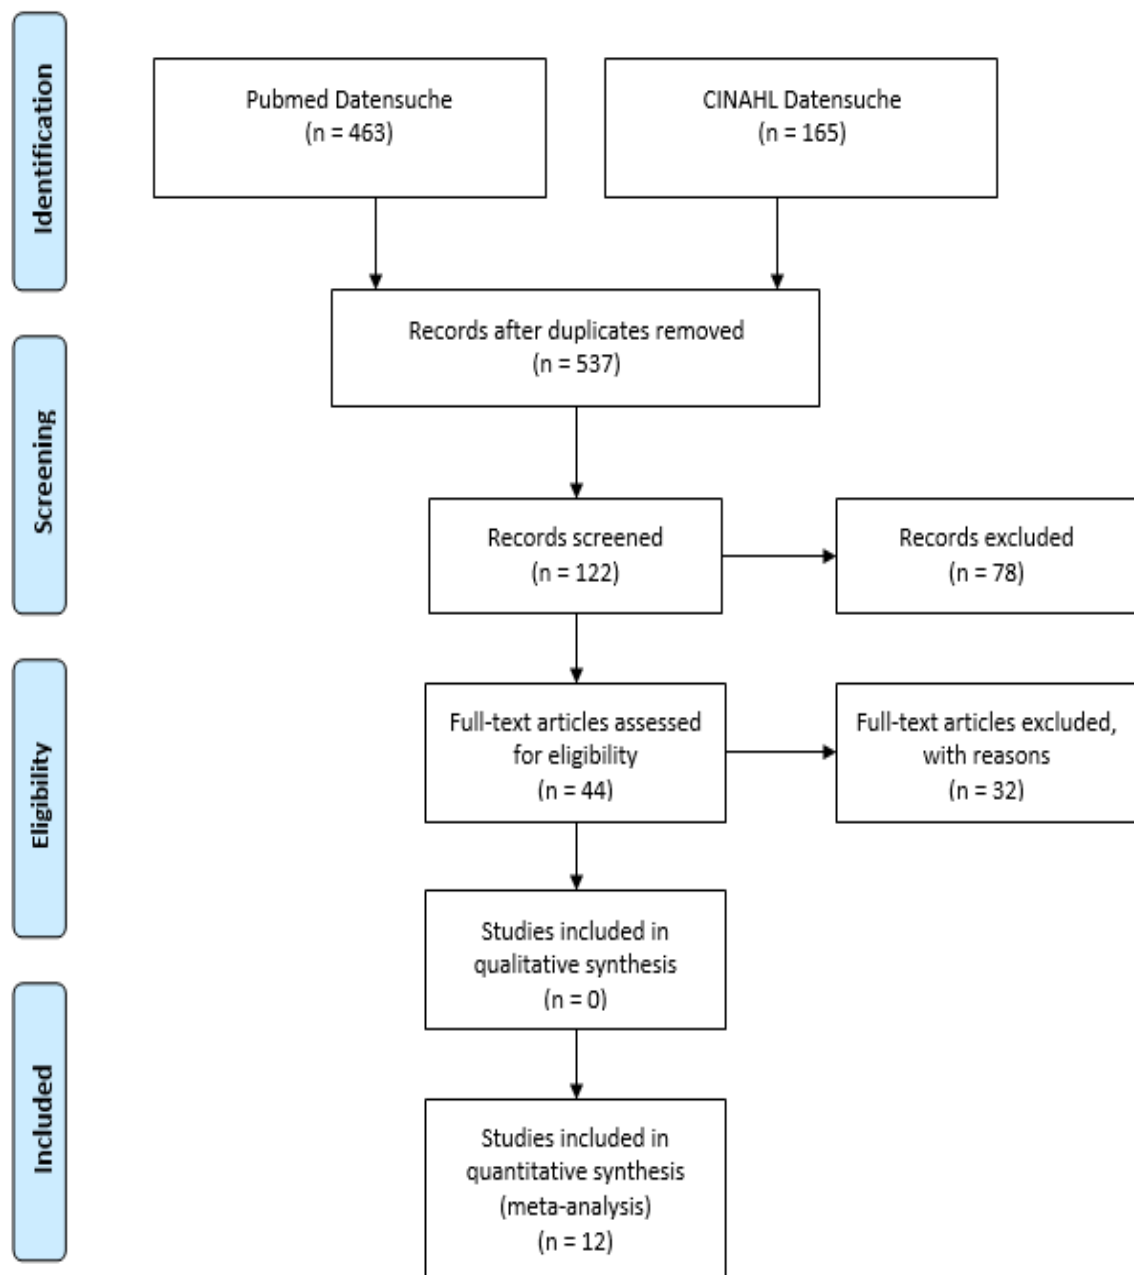 Identification
Pubmed Datensuche
(n = 463)
CINAHL Datensuche
(n = 165)
Records after duplicates removed
(n = 537)
Screening
Records screened
(n = 122)
Records excluded
(n = 78)
Eligibility
Full-text articles assessed
for eligibility
(n = 44)
Full-text articles excluded,
with reasons
(n = 32)
Studies included in
qualitative synthesis
(n = 0)
Included
Studies included in
quantitative synthesis
(meta-analysis)
(n = 12)